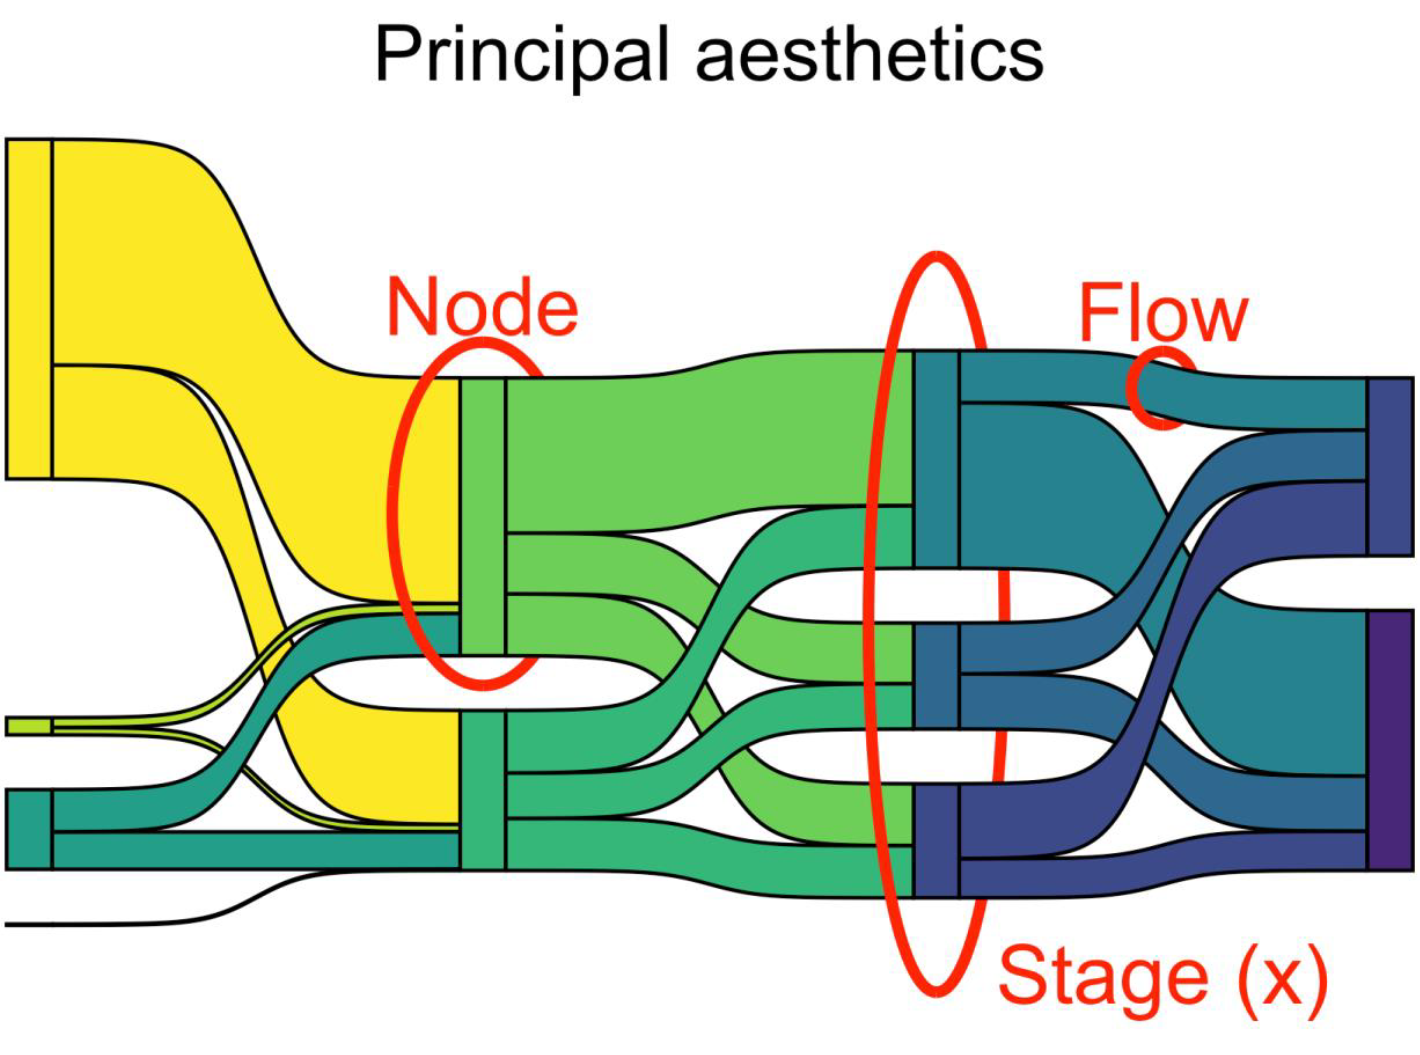 Principal aesthetics
Node
Flow
Stage (x)